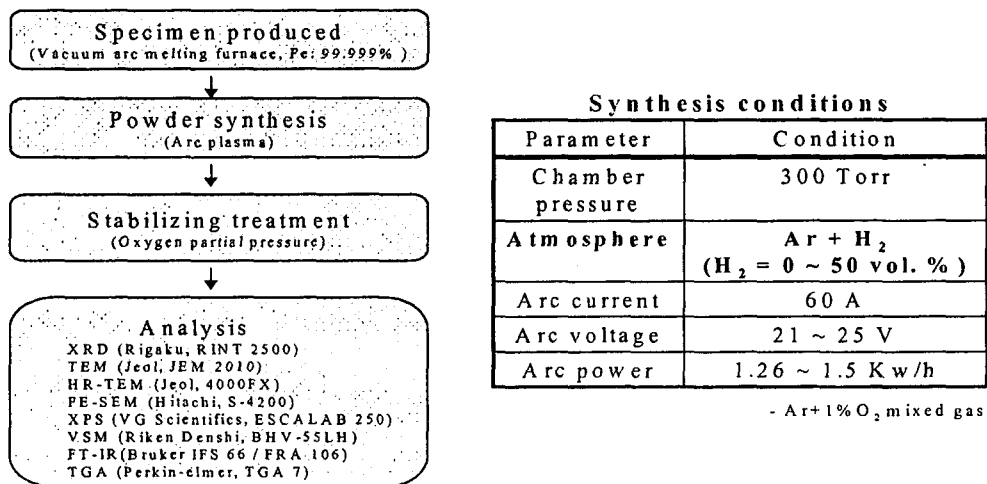 Specimen produced
(Vacuum arc melting furnace, Fe: 99.999% )
Powder synthesis
(Arc plasma)
Stabilizing treatment
(Oxygen partial pressure)
Analysis
XRD (Rigaku, RINT 2500)
TEM (Jeol, JEM 2010)
HR-TEM (Jeol, 4000FX)
FE-SEM (Hitachi, S-4200)
XPS (VG Scientifics, ESCALAB 250)
VSM (Riken Denshi, BHV-55LH)
FT-IR(Bruker IFS 66 / FRA 106)
TGA (Perkin-elmer, TGA 7)
Synthesis conditions
Parameter Condition
Chamber pressure 300 Torr
Atmosphere Ar + H2
(H2 = 0 ~ 50 vol. % )
Arc current 60 A
Arc voltage 21 ~ 25 V
Arc power 1.26 ~ 1.5 Kw/h
- Ar+1%O2 mixed gas